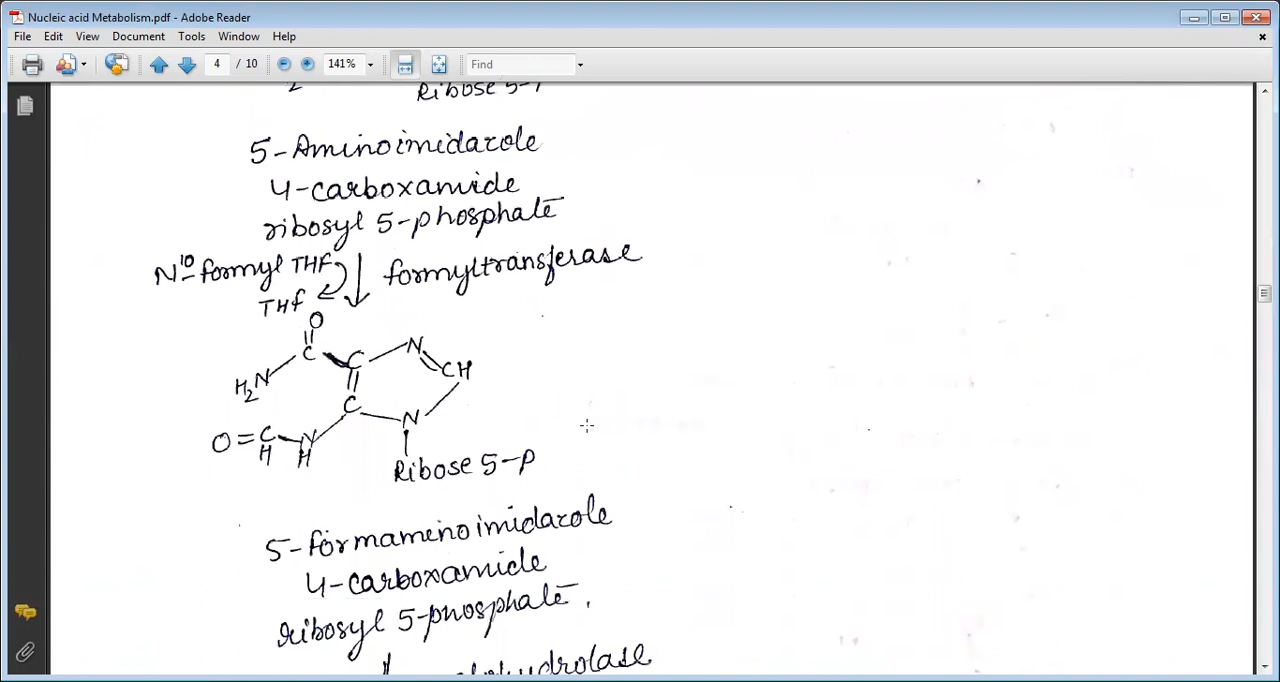 Nucleic acid Metabolism.pdf - Adobe Reader
File Edit View Document Tools Window Help
4 / 10 141% Find
Ribose 5-P
5-Aminoimidazole
4-carboxamide
ribosyl 5-phosphate
N10 formyl THF formyltransferase
THF
O
C C N
H2N CH
C N
O=C N
H H
Ribose 5-P
5-formamenoimidazole
4-carboxamide
ribosyl 5-phosphate.